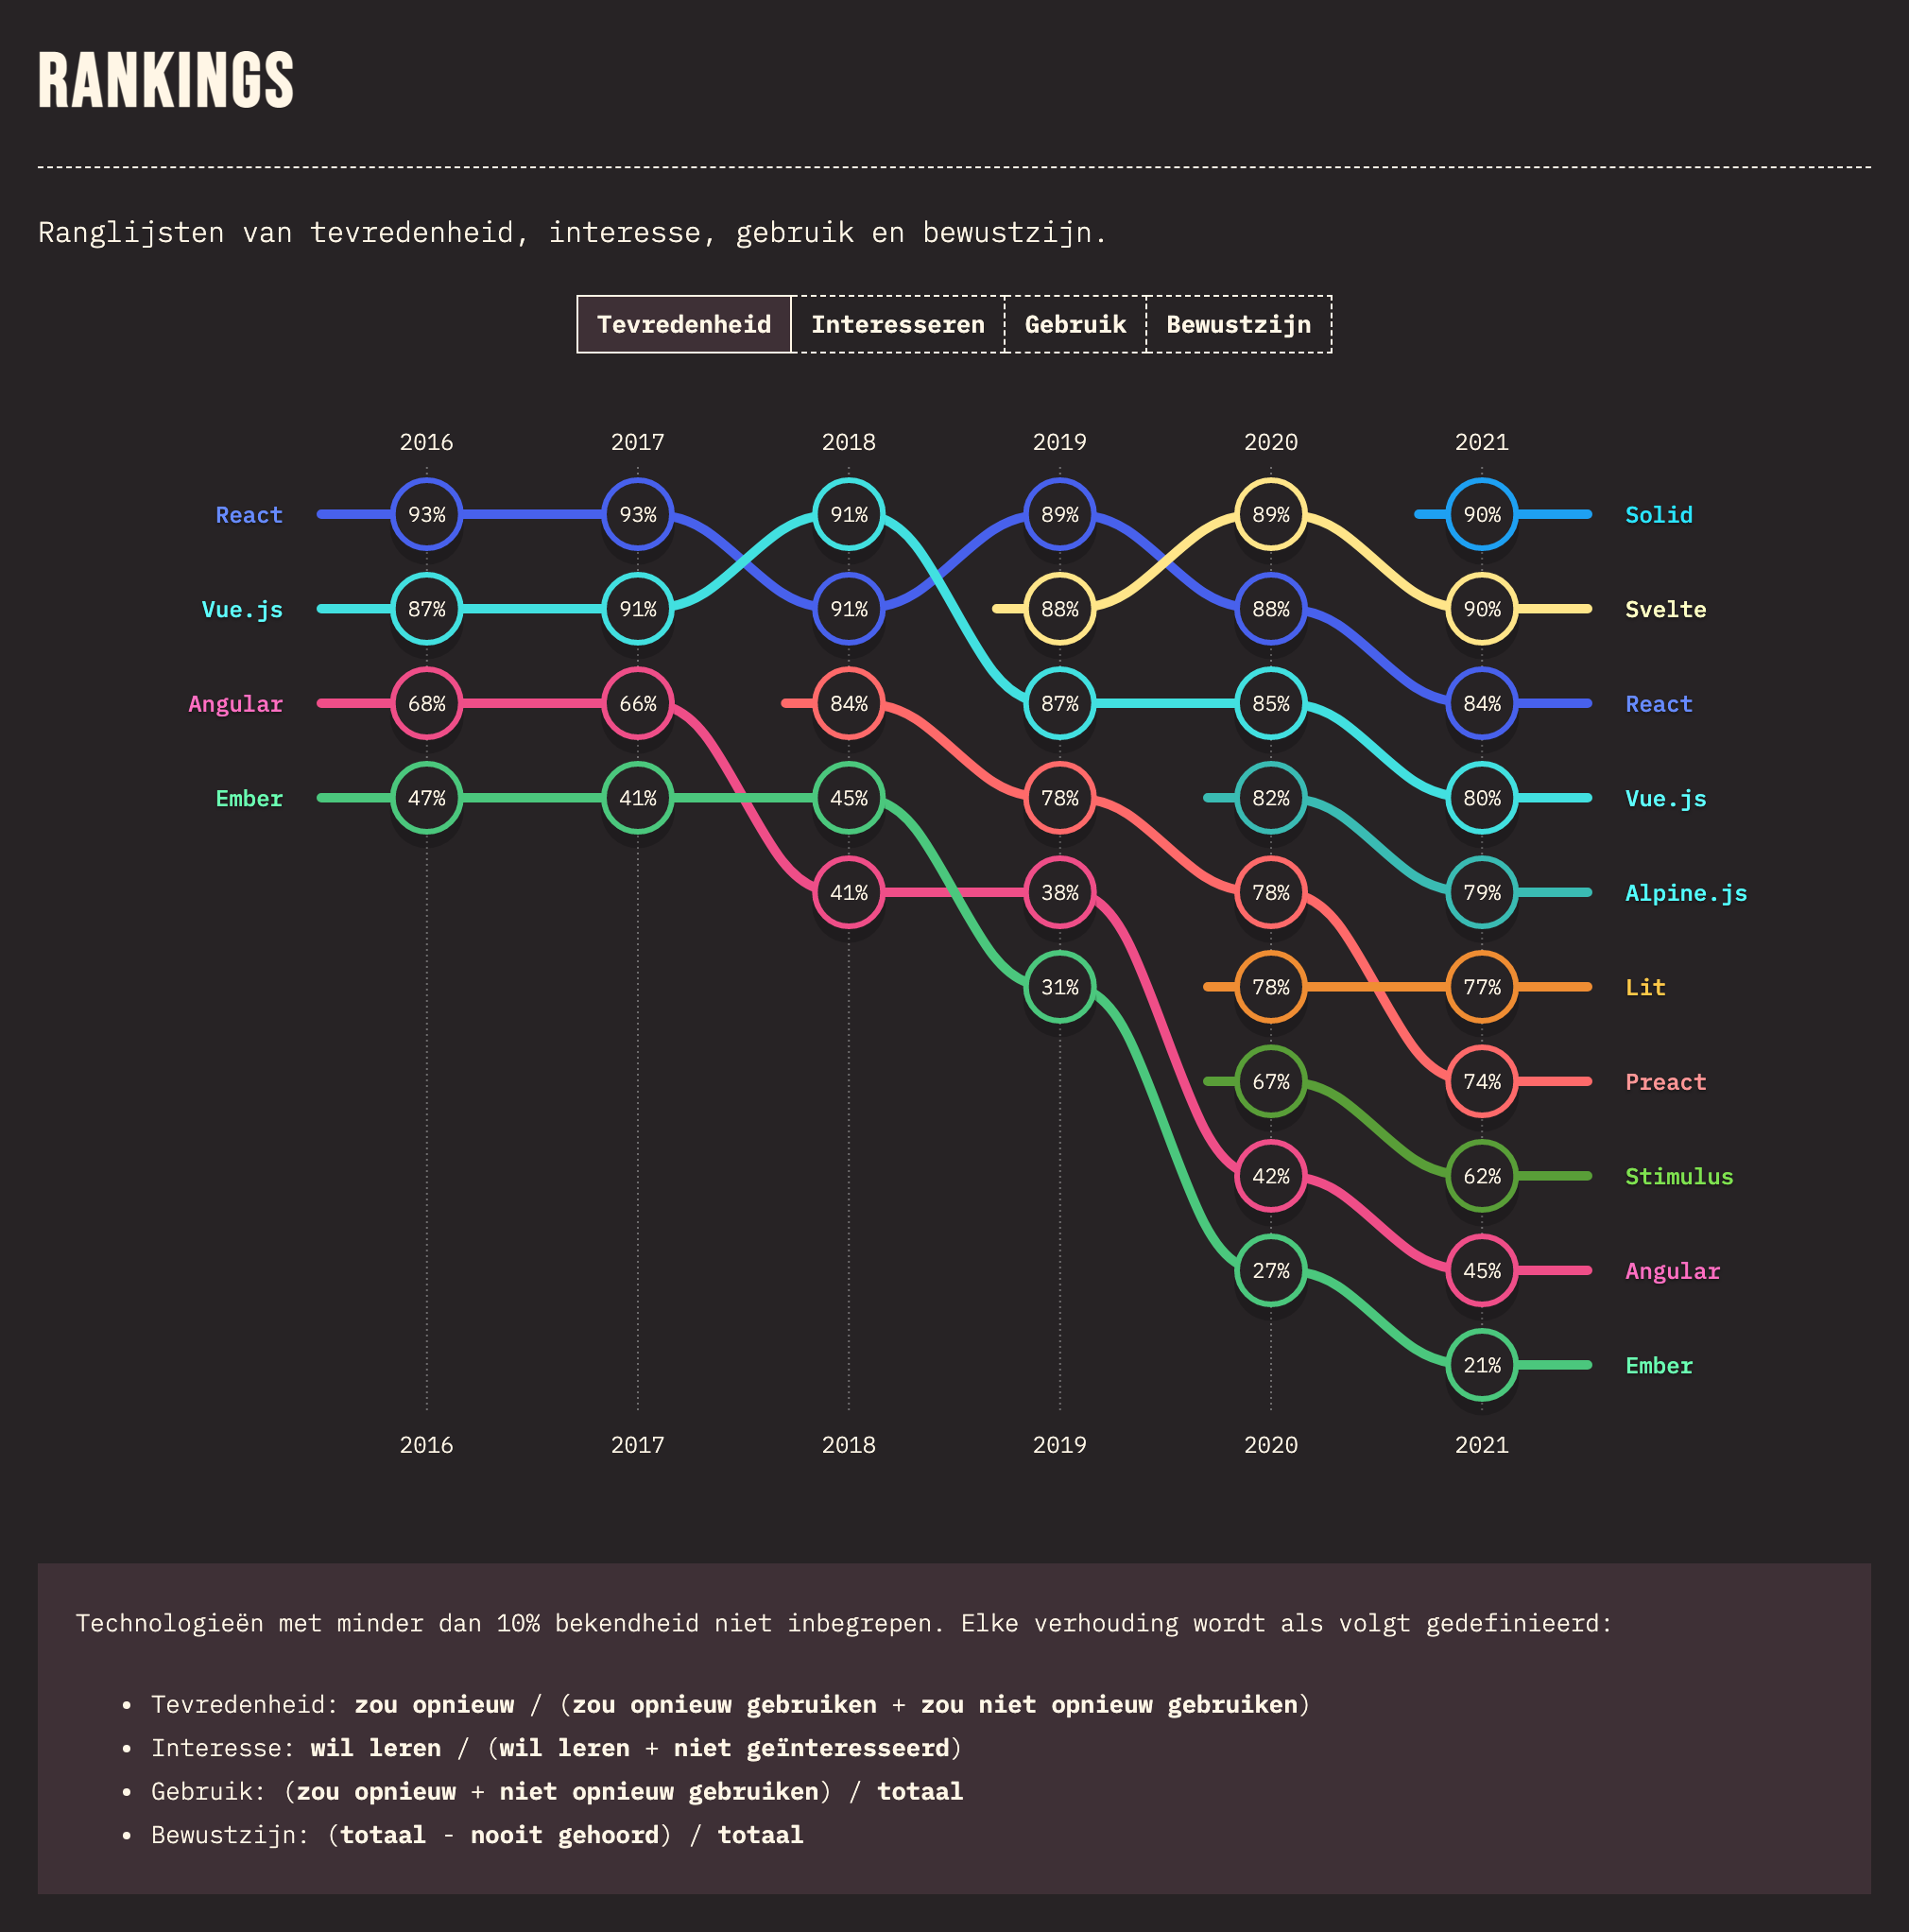 RANKINGS
Ranglijsten van tevredenheid, interesse, gebruik en bewustzijn.
Tevredenheid Interesseren Gebruik Bewustzijn
2016 2017 2018 2019 2020 2021
React 93% 93% 91% 89% 89% 90% Solid
Vue.js 87% 91% 91% 88% 88% 90% Svelte
Angular 68% 66% 84% 87% 85% 84% React
Ember 47% 41% 45% 78% 82% 80% Vue.js
41% 38% 78% 79% Alpine.js
31% 78% 77% Lit
67% 74% Preact
42% 62% Stimulus
27% 45% Angular
21% Ember
2016 2017 2018 2019 2020 2021
Technologieën met minder dan 10% bekendheid niet inbegrepen. Elke verhouding wordt als volgt gedefinieerd:
• Tevredenheid: zou opnieuw / (zou opnieuw gebruiken + zou niet opnieuw gebruiken)
• Interesse: wil leren / (wil leren + niet geïnteresseerd)
• Gebruik: (zou opnieuw + niet opnieuw gebruiken) / totaal
• Bewustzijn: (totaal - nooit gehoord) / totaal